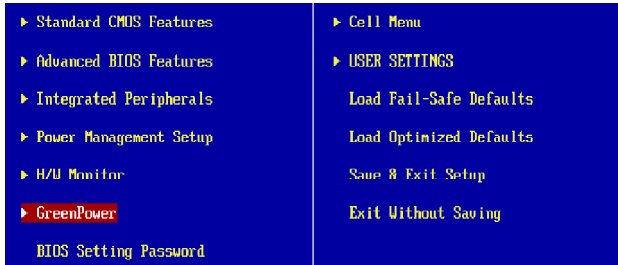 Standard CMOS Features
Advanced BIOS Features
Integrated Peripherals
Power Management Setup
H/W Monitor
GreenPower
BIOS Setting Password
Cell Menu
USER SETTINGS
Load Fail-Safe Defaults
Load Optimized Defaults
Save & Exit Setup
Exit Without Saving